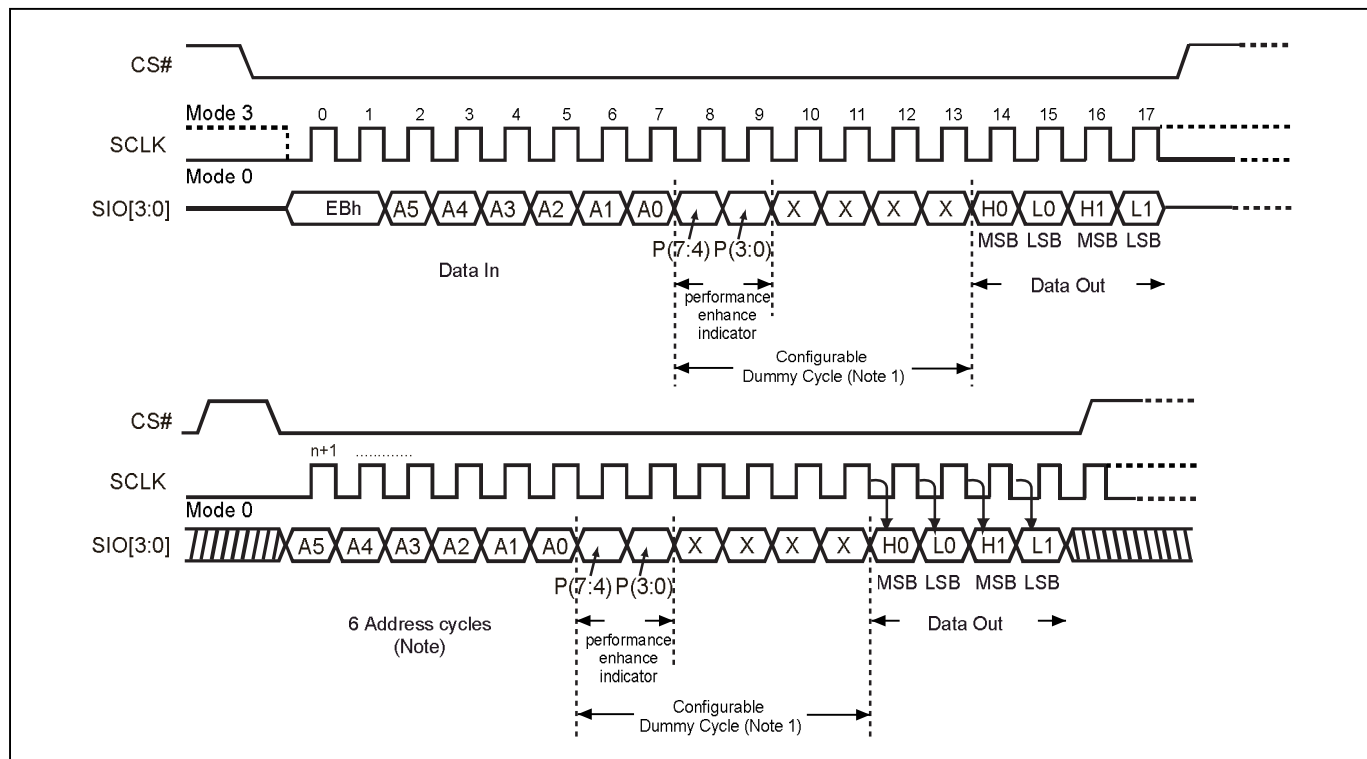 CS#
Mode 3
0 1 2 3 4 5 6 7 8 9 10 11 12 13 14 15 16 17
SCLK
Mode 0
SIO[3:0] EBh A5 A4 A3 A2 A1 A0 X X X X H0 L0 H1 L1
P(7:4) P(3:0) MSB LSB MSB LSB
Data In
Data Out
performance
enhance
indicator
Configurable
Dummy Cycle (Note 1)
CS#
n+1 .............
SCLK
Mode 0
SIO[3:0] A5 A4 A3 A2 A1 A0 X X X X H0 L0 H1 L1
P(7:4) P(3:0) MSB LSB MSB LSB
6 Address cycles
(Note)
Data Out
performance
enhance
indicator
Configurable
Dummy Cycle (Note 1)